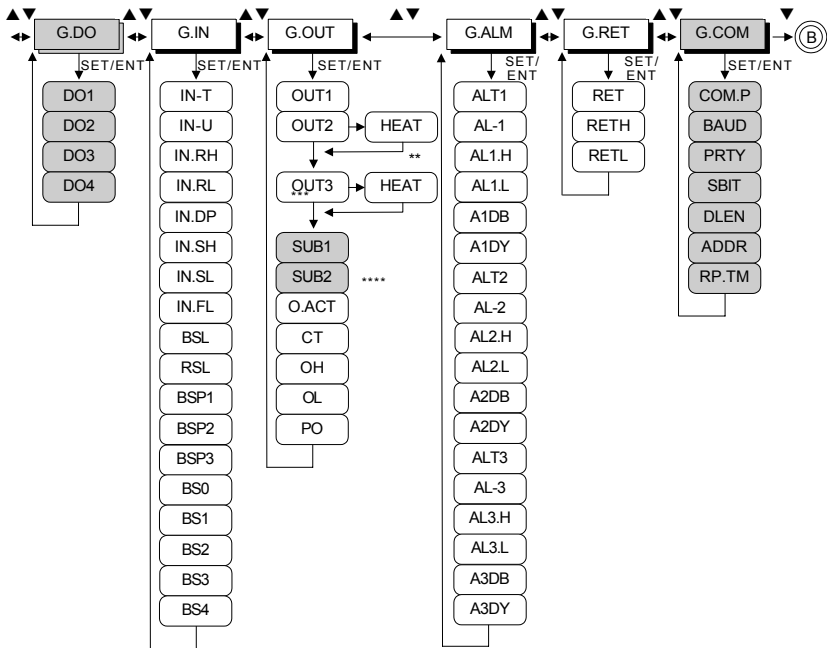 ▲▼ ▲▼ ▲▼ ▲▼ ▲▼ ▲▼ ▼
G.DO G.IN G.OUT G.ALM G.RET G.COM B
SET/ENT
DO1
DO2
DO3
DO4
SET/ENT
IN-T
IN-U
IN.RH
IN.RL
IN.DP
IN.SH
IN.SL
IN.FL
BSL
RSL
BSP1
BSP2
BSP3
BS0
BS1
BS2
BS3
BS4
SET/ENT
OUT1
OUT2 HEAT
**
OUT3 HEAT
***
SUB1
SUB2 ****
O.ACT
CT
OH
OL
PO
SET/
ENT
ALT1
AL-1
AL1.H
AL1.L
A1DB
A1DY
ALT2
AL-2
AL2.H
AL2.L
A2DB
A2DY
ALT3
AL-3
AL3.H
AL3.L
A3DB
A3DY
SET/
ENT
RET
RETH
RETL
SET/ENT
COM.P
BAUD
PRTY
SBIT
DLEN
ADDR
RP.TM